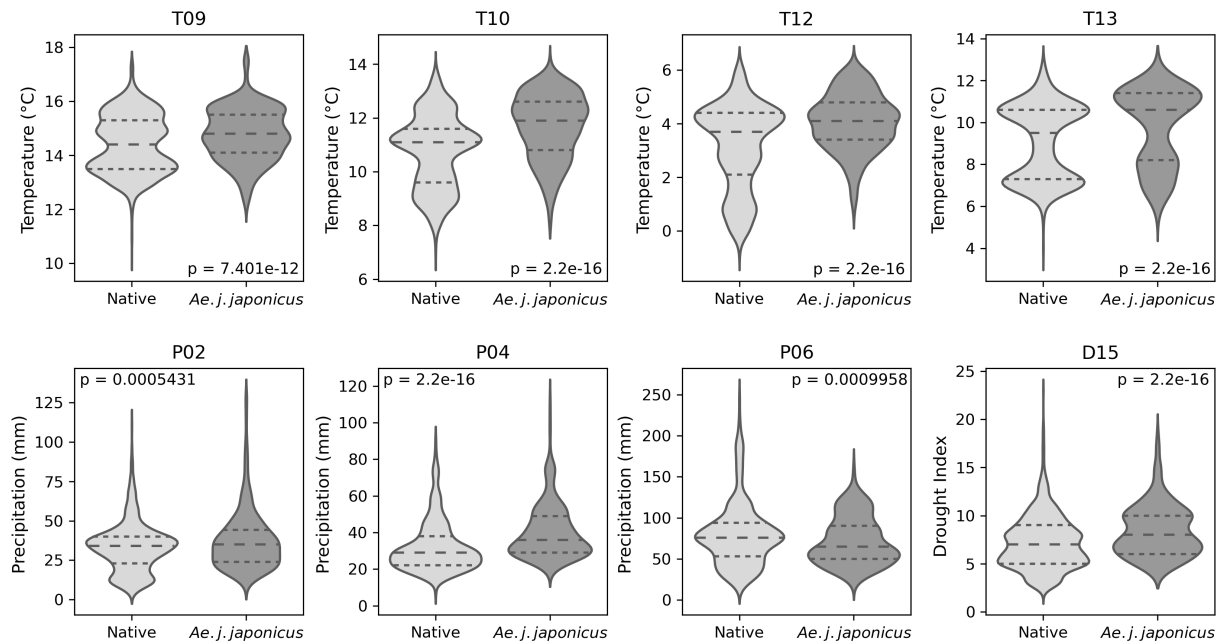 T09
18
16
14
12
10
Temperature (°C)
p = 7.401e-12
Native
Ae. j. japonicus
T10
14
12
10
8
6
Temperature (°C)
p = 2.2e-16
Native
Ae. j. japonicus
T12
6
4
2
0
Temperature (°C)
p = 2.2e-16
Native
Ae. j. japonicus
T13
14
12
10
8
6
4
Temperature (°C)
p = 2.2e-16
Native
Ae. j. japonicus
P02
p = 0.0005431
125
100
75
50
25
0
Precipitation (mm)
Native
Ae. j. japonicus
P04
p = 2.2e-16
120
100
80
60
40
20
0
Precipitation (mm)
Native
Ae. j. japonicus
P06
p = 0.0009958
250
200
150
100
50
0
Precipitation (mm)
Native
Ae. j. japonicus
D15
p = 2.2e-16
25
20
15
10
5
0
Drought Index
Native
Ae. j. japonicus